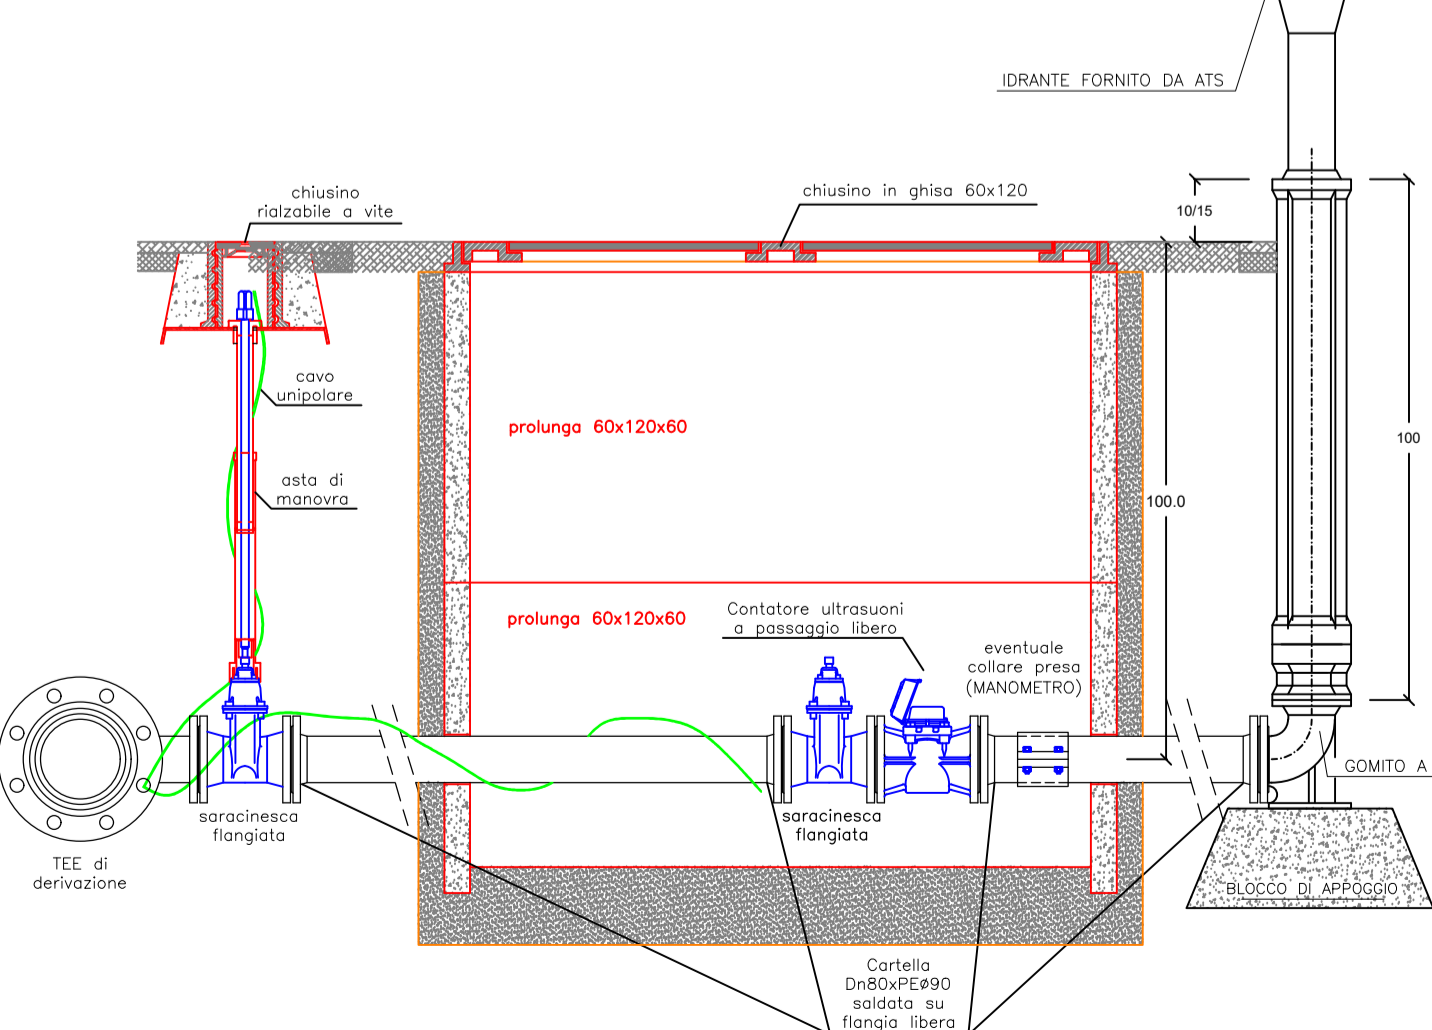 IDRANTE FORNITO DA ATS
chiusino
rialzabile a vite
chiusino in ghisa 60x120
10/15
cavo
unipolare
prolunga 60x120x60
100
asta di
manovra
100.0
Contatore ultrasuoni
a passaggio libero
prolunga 60x120x60
eventuale
collare presa
(MANOMETRO)
GOMITO A
saracinesca
flangiata
saracinesca
flangiata
TEE di
derivazione
BLOCCO DI APPOGGIO
Cartella
Dn80xPEø90
saldata su
flangia libera